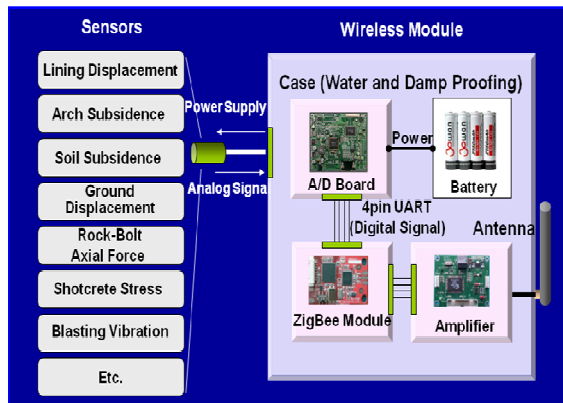 Sensors
Wireless Module
Lining Displacement
Arch Subsidence
Soil Subsidence
Ground
Displacement
Rock-Bolt
Axial Force
Shotcrete Stress
Blasting Vibration
Etc.
Power Supply
Analog Signal
Case (Water and Damp Proofing)
A/D Board
Power
Battery
4pin UART
(Digital Signal)
Antenna
ZigBee Module
Amplifier